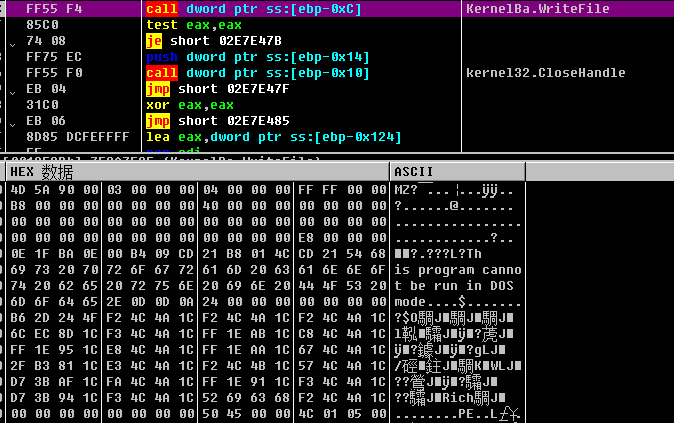 FF55 F4 call dword ptr ss:[ebp-0xC] KernelBa.WriteFile
85C0 test eax,eax
74 08 je short 02E7E47B
FF75 EC push dword ptr ss:[ebp-0x14]
FF55 F0 call dword ptr ss:[ebp-0x10] kernel32.CloseHandle
EB 04 jmp short 02E7E47F
31C0 xor eax,eax
EB 06 jmp short 02E7E485
8D85 DCFEFFFF lea eax,dword ptr ss:[ebp-0x124]
HEX 数据 ASCII
4D 5A 90 00 03 00 00 00 04 00 00 00 FF FF 00 00 MZ?...¦...ÿÿ..
B8 00 00 00 00 00 00 00 40 00 00 00 00 00 00 00 ?.......@.......
00 00 00 00 00 00 00 00 00 00 00 00 00 00 00 00 ................
00 00 00 00 00 00 00 00 00 00 00 00 E8 00 00 00 ............?..
0E 1F BA 0E 00 B4 09 CD 21 B8 01 4C CD 21 54 68 ■■?.???L?Th
69 73 20 70 72 6F 67 72 61 6D 20 63 61 6E 6E 6F is program canno
74 20 62 65 20 72 75 6E 20 69 6E 20 44 4F 53 20 t be run in DOS
6D 6F 64 65 2E 0D 0D 0A 24 00 00 00 00 00 00 00 mode....$.......
B6 2D 24 4F F2 4C 4A 1C F2 4C 4A 1C F2 4C 4A 1C
6C EC 8D 1C F3 4C 4A 1C FF 1E AB 1C C8 4C 4A 1C
FF 1E 95 1C E8 4C 4A 1C FF 1E AA 1C 67 4C 4A 1C
2F B3 81 1C E3 4C 4A 1C F2 4C 4B 1C 57 4C 4A 1C
D7 3B AF 1C FA 4C 4A 1C FF 1E 91 1C F3 4C 4A 1C
D7 3B 94 1C F3 4C 4A 1C 52 69 63 68 F2 4C 4A 1C
00 00 00 00 00 00 00 00 50 45 00 00 4C 01 05 00 ........PE..L